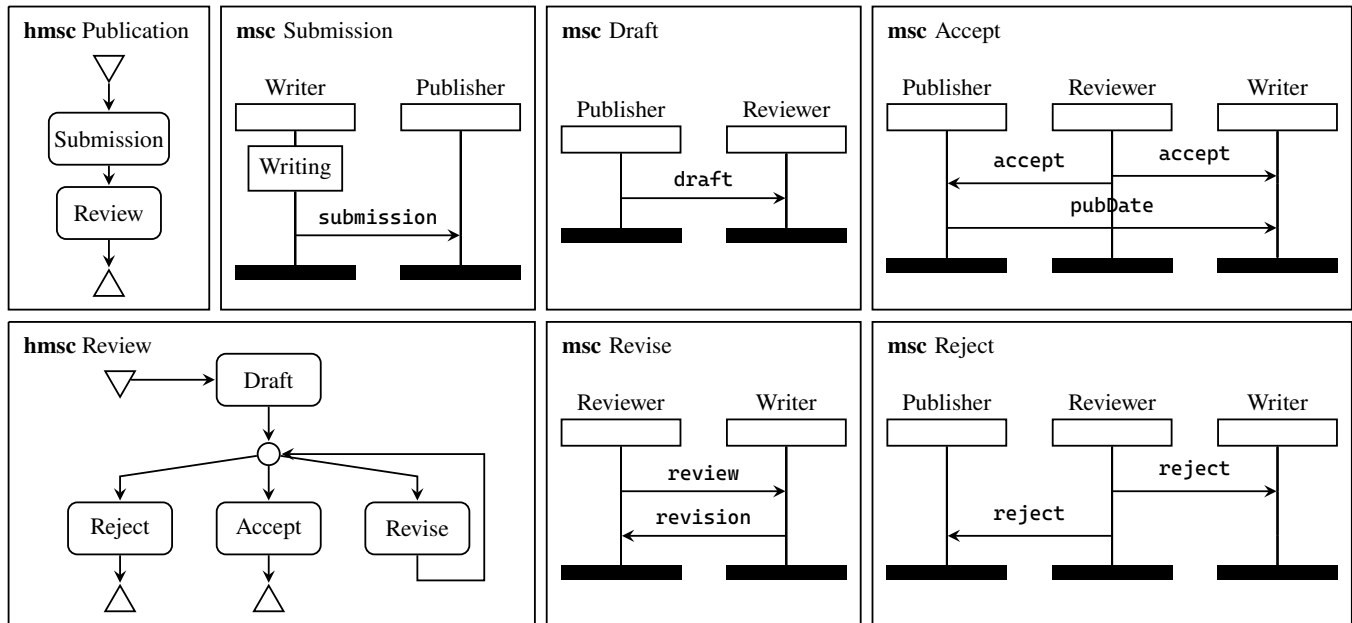 hmsc Publication
Submission
Review
msc Submission
Writer Publisher
Writing
submission
msc Draft
Publisher Reviewer
draft
msc Accept
Publisher Reviewer Writer
accept accept
pubDate
hmsc Review
Draft
Reject Accept Revise
msc Revise
Reviewer Writer
review
revision
msc Reject
Publisher Reviewer Writer
reject
reject